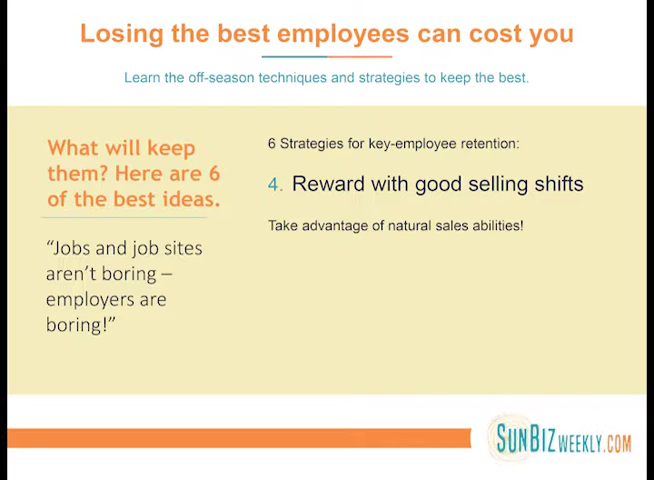 Losing the best employees can cost you
Learn the off-season techniques and strategies to keep the best.
What will keep
them? Here are 6
of the best ideas.
“Jobs and job sites
aren’t boring –
employers are
boring!”
6 Strategies for key-employee retention:
4. Reward with good selling shifts
Take advantage of natural sales abilities!
SUNBIZWEEKLY.COM